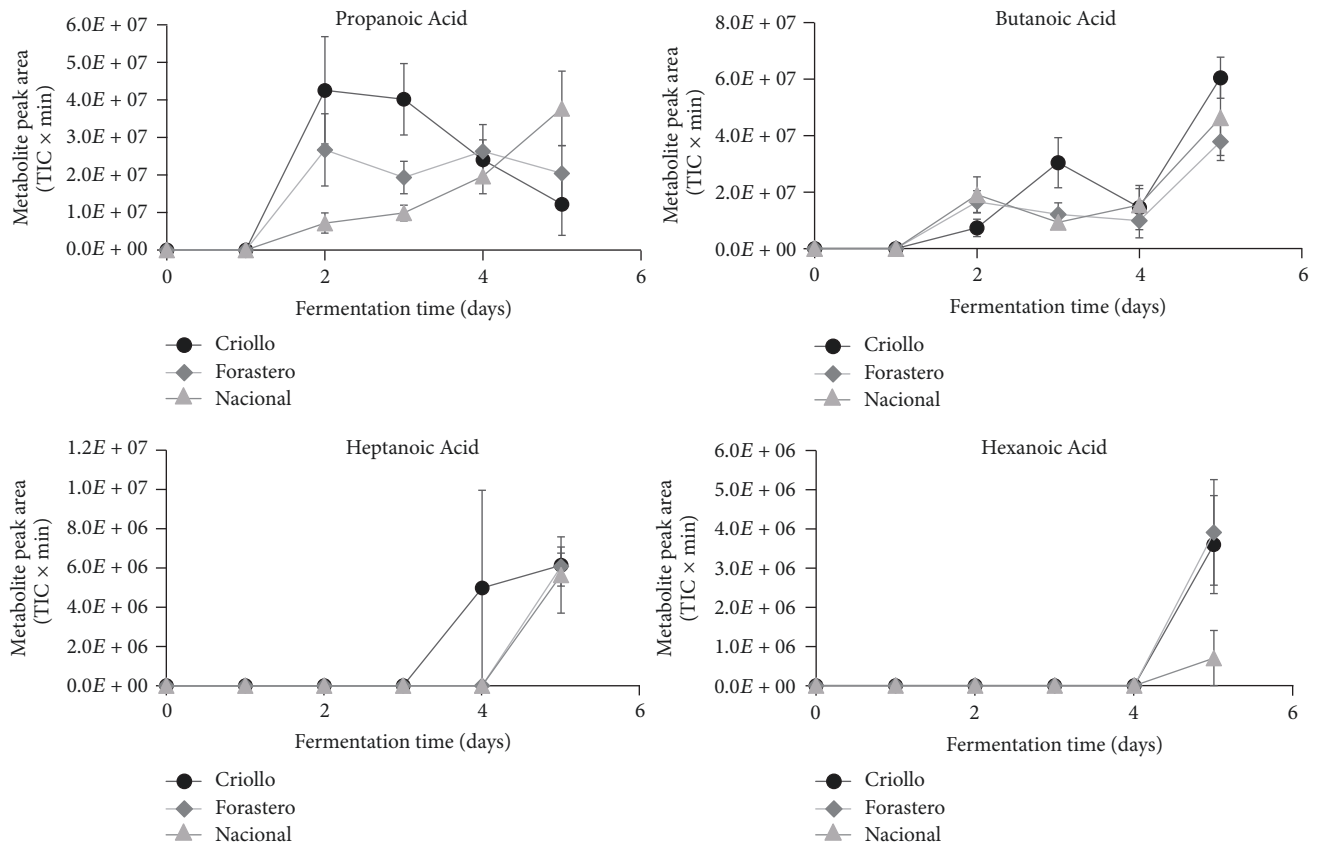 Propanoic Acid
Metabolite peak area
(TIC × min)
6.0E + 07
5.0E + 07
4.0E + 07
3.0E + 07
2.0E + 07
1.0E + 07
0.0E + 00
0 2 4 6
Fermentation time (days)
Criollo
Forastero
Nacional
Butanoic Acid
Metabolite peak area
(TIC × min)
8.0E + 07
6.0E + 07
4.0E + 07
2.0E + 07
0.0E + 00
0 2 4 6
Fermentation time (days)
Criollo
Forastero
Nacional
Heptanoic Acid
Metabolite peak area
(TIC × min)
1.2E + 07
1.0E + 07
8.0E + 06
6.0E + 06
4.0E + 06
2.0E + 06
0.0E + 00
0 2 4 6
Fermentation time (days)
Criollo
Forastero
Nacional
Hexanoic Acid
Metabolite peak area
(TIC × min)
6.0E + 06
5.0E + 06
4.0E + 06
3.0E + 06
2.0E + 06
1.0E + 06
0.0E + 00
0 2 4 6
Fermentation time (days)
Criollo
Forastero
Nacional